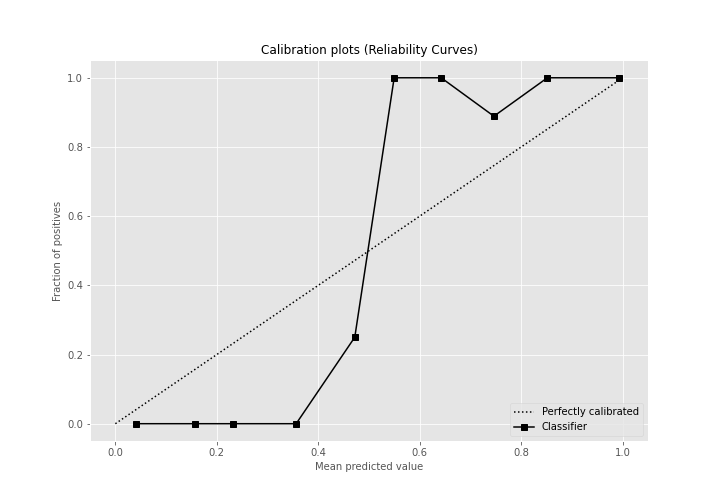 Calibration plots (Reliability Curves)
1.0
0.8
0.6
0.4
0.2
0.0
Fraction of positives
0.0 0.2 0.4 0.6 0.8 1.0
Mean predicted value
Perfectly calibrated
Classifier